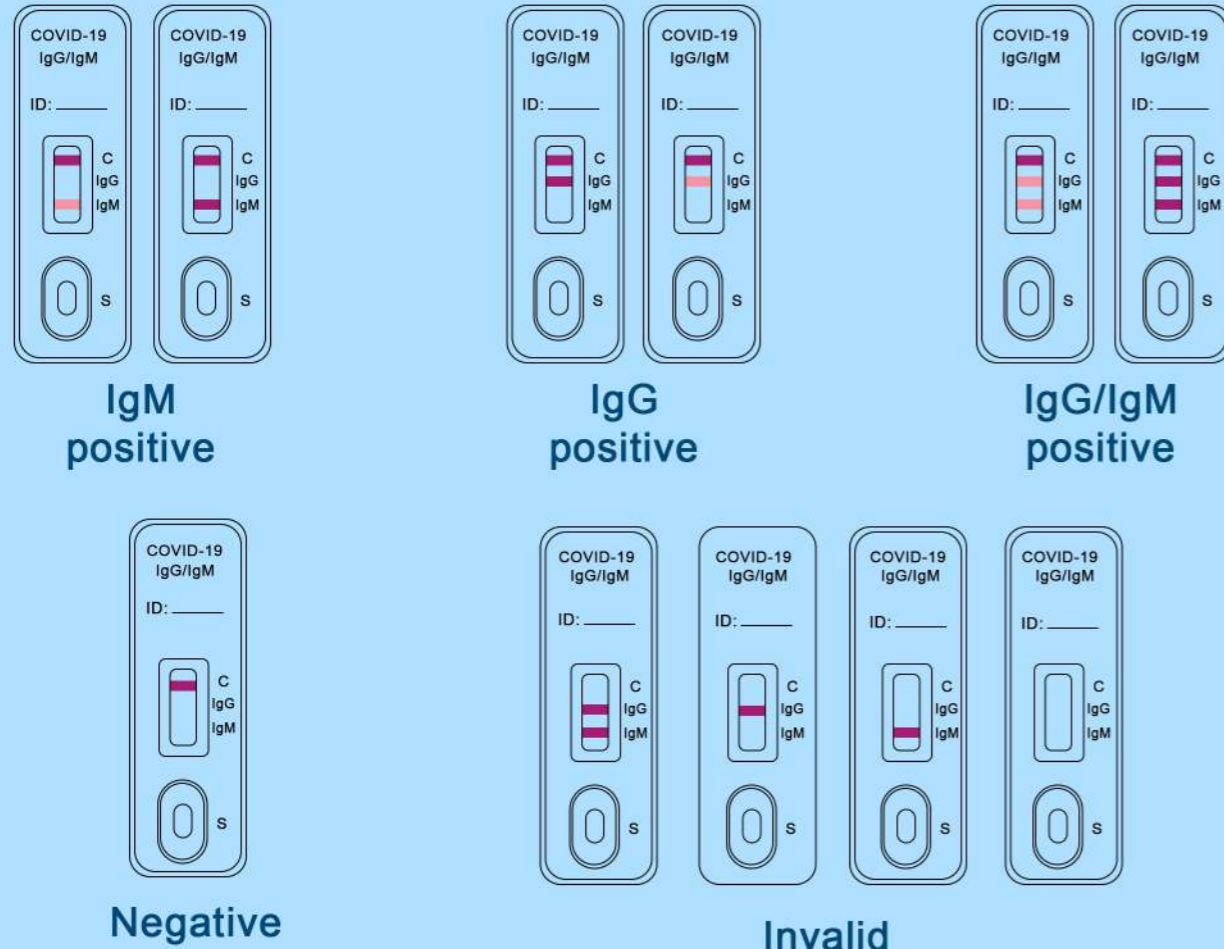 COVID-19
IgG/IgM
ID:
C
IgG
IgM
S
COVID-19
IgG/IgM
ID:
C
IgG
IgM
S
IgM
positive
COVID-19
IgG/IgM
ID:
C
IgG
IgM
S
COVID-19
IgG/IgM
ID:
C
IgG
IgM
S
IgG
positive
COVID-19
IgG/IgM
ID:
C
IgG
IgM
S
COVID-19
IgG/IgM
ID:
C
IgG
IgM
S
IgG/IgM
positive
COVID-19
IgG/IgM
ID:
C
IgG
IgM
S
Negative
COVID-19
IgG/IgM
ID:
C
IgG
IgM
S
COVID-19
IgG/IgM
ID:
C
IgG
IgM
S
COVID-19
IgG/IgM
ID:
C
IgG
IgM
S
COVID-19
IgG/IgM
ID:
C
IgG
IgM
S
Invalid